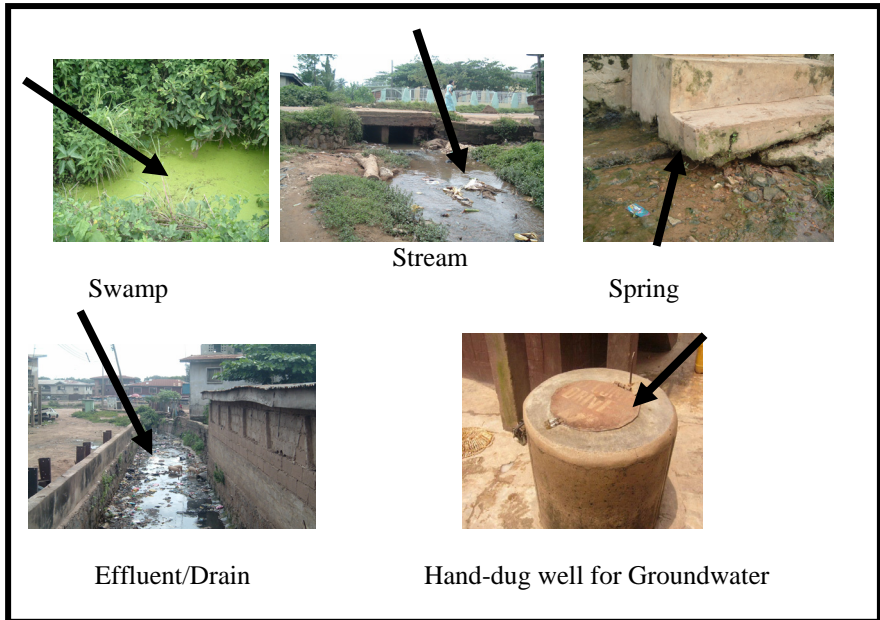 Stream
Swamp
Spring
Effluent/Drain
Hand-dug well for Groundwater